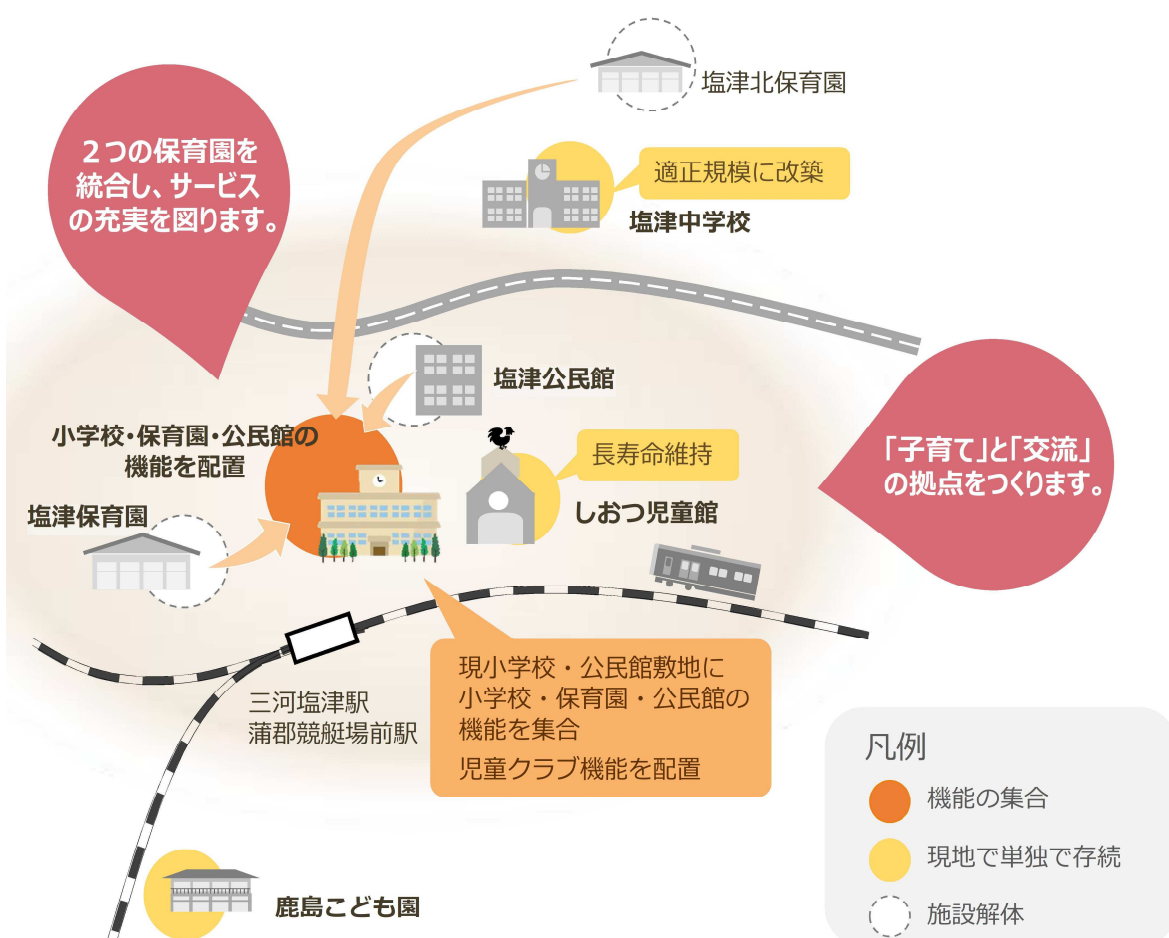 塩津北保育園
２つの保育園を
統合し、サービス
の充実を図ります。
適正規模に改築
塩津中学校
塩津公民館
小学校・保育園・公民館の
機能を配置
長寿命維持
しおつ児童館
「子育て」と「交流」
の拠点をつくります。
塩津保育園
現小学校・公民館敷地に
小学校・保育園・公民館の
機能を集合
児童クラブ機能を配置
三河塩津駅
蒲郡競艇場前駅
鹿島こども園
凡例
機能の集合
現地で単独で存続
施設解体